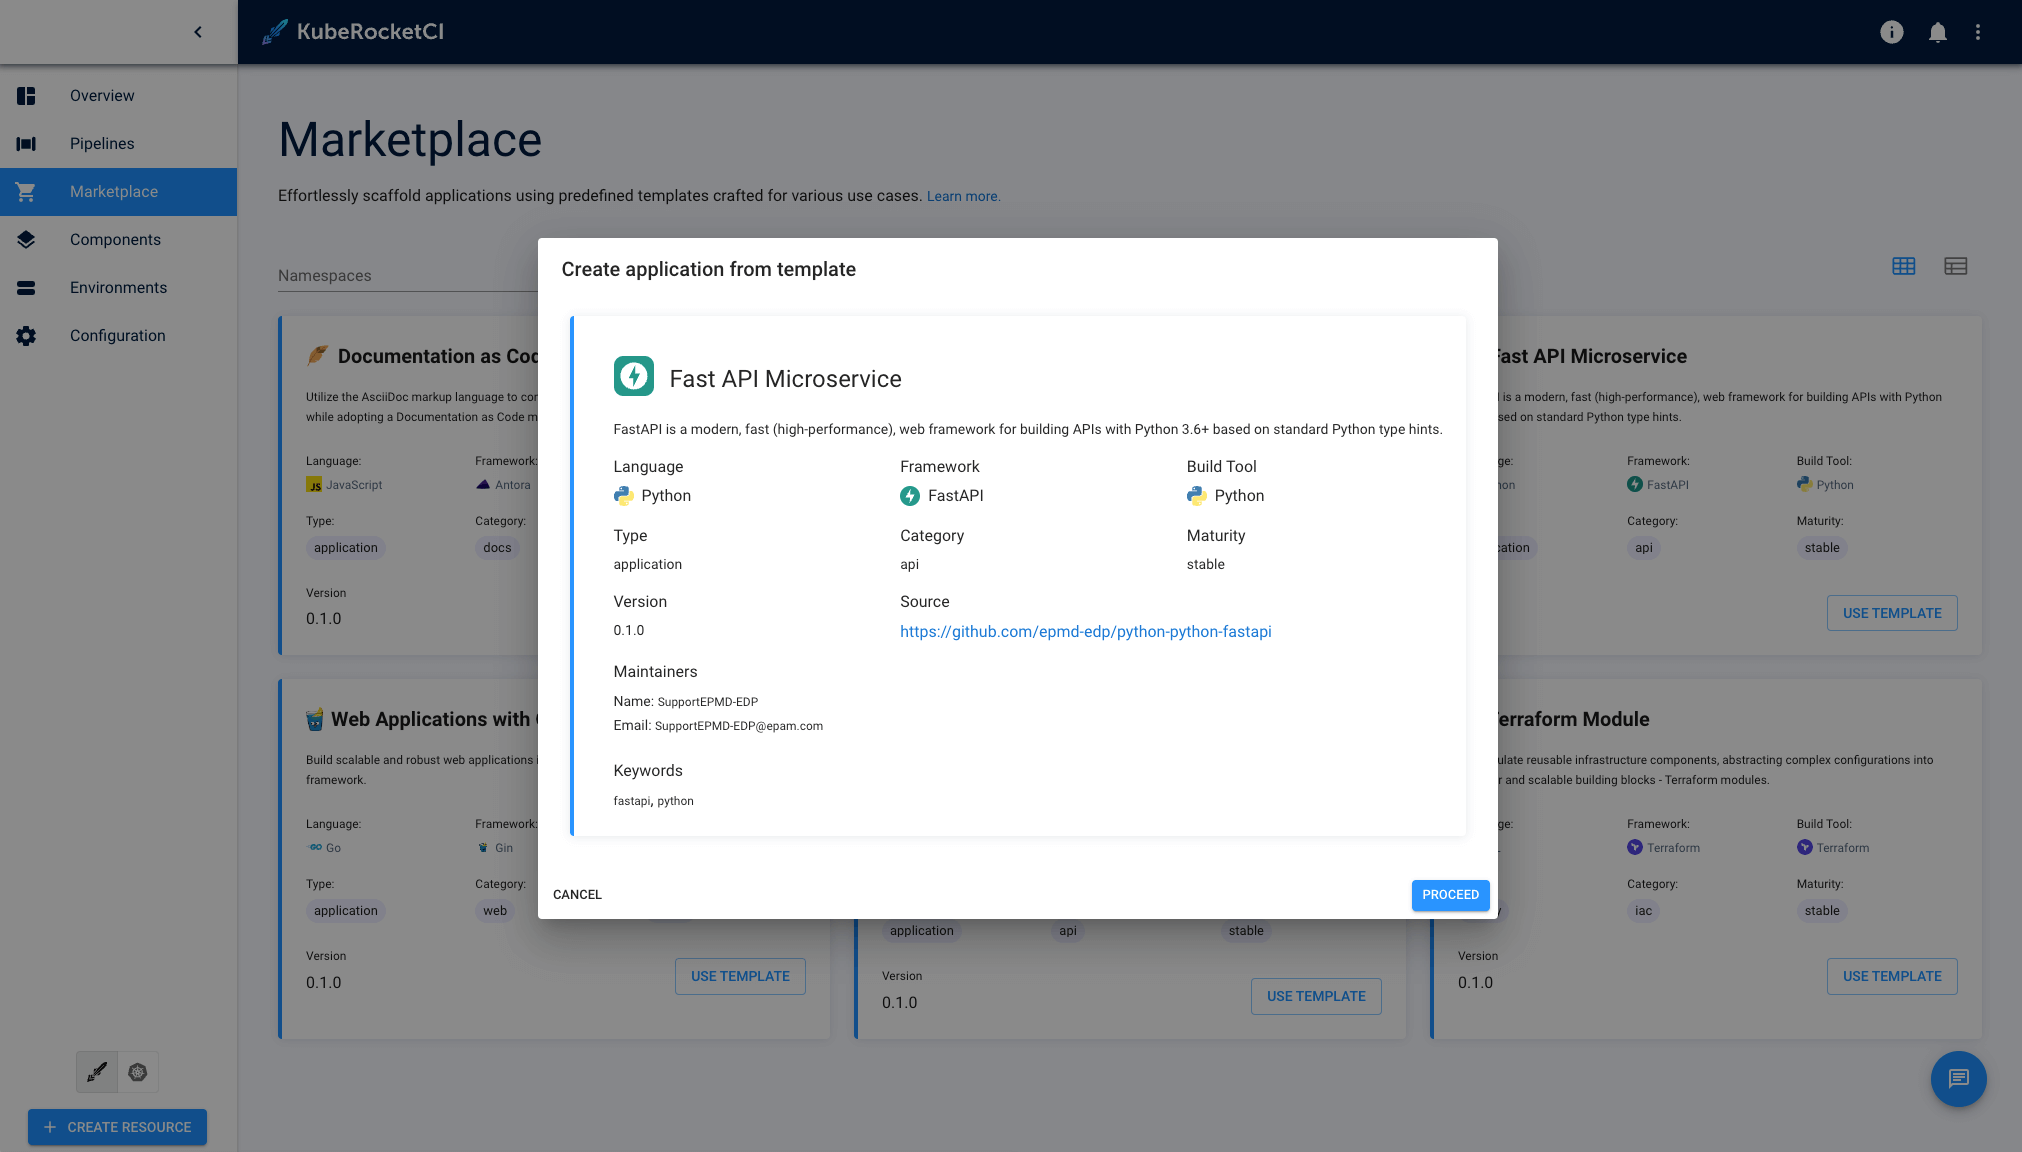 KubeRocketCI
Overview
Pipelines
Marketplace
Components
Environments
Configuration
CREATE RESOURCE
Marketplace
Effortlessly scaffold applications using predefined templates crafted for various use cases. Learn more.
Namespaces
Documentation as Cod
Utilize the AsciiDoc markup language to co
while adopting a Documentation as Code m
Language: Framework:
JS JavaScript Antora
Type: Category:
application docs
Version
0.1.0
Fast API Microservice
is a modern, fast (high-performance), web framework for building APIs with Python
sed on standard Python type hints.
ge: Framework: Build Tool:
on FastAPI Python
Category: Maturity:
cation api stable
USE TEMPLATE
Web Applications with
Build scalable and robust web applications
framework.
Language: Framework:
Go Gin
Type: Category:
application web
Version
0.1.0
USE TEMPLATE
application api stable
Version
0.1.0
USE TEMPLATE
Terraform Module
ulate reusable infrastructure components, abstracting complex configurations into
r and scalable building blocks - Terraform modules.
ge: Framework: Build Tool:
Terraform Terraform
Category: Maturity:
y iac stable
Version
0.1.0
USE TEMPLATE
Create application from template
Fast API Microservice
FastAPI is a modern, fast (high-performance), web framework for building APIs with Python 3.6+ based on standard Python type hints.
Language Framework Build Tool
Python FastAPI Python
Type Category Maturity
application api stable
Version Source
0.1.0 https://github.com/epmd-edp/python-python-fastapi
Maintainers
Name: SupportEPMD-EDP
Email: SupportEPMD-EDP@epam.com
Keywords
fastapi, python
CANCEL PROCEED